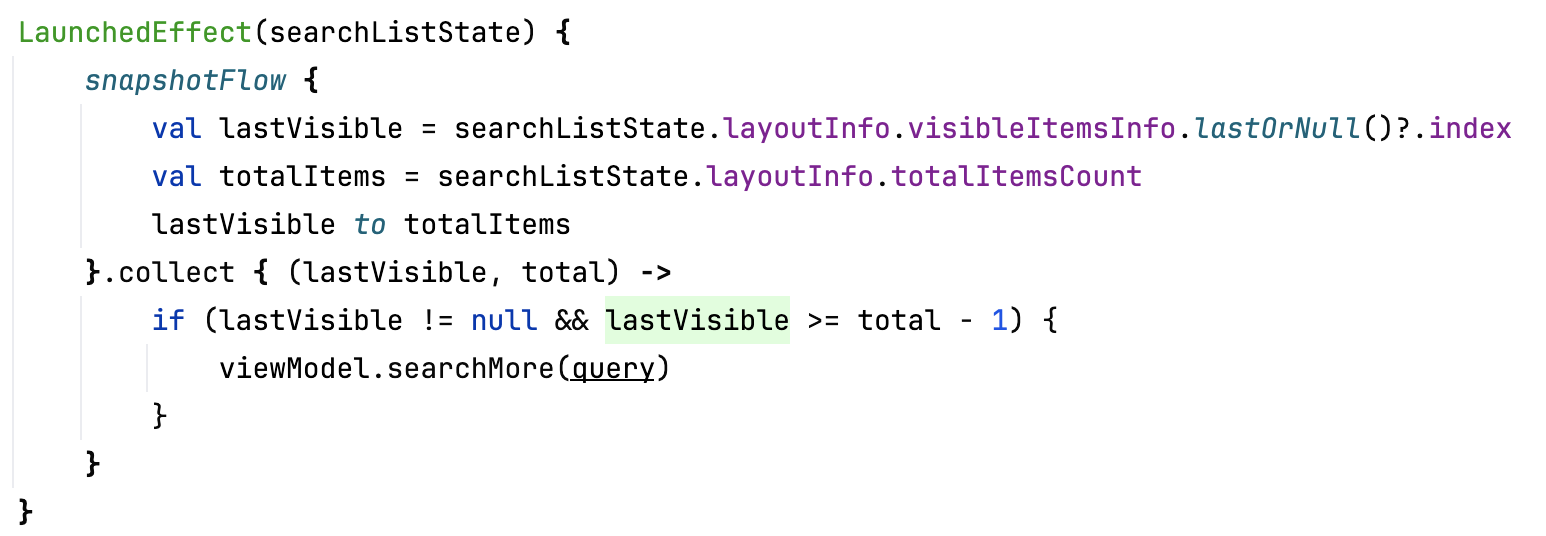 LaunchedEffect(searchListState) {
    snapshotFlow {
        val lastVisible = searchListState.layoutInfo.visibleItemsInfo.lastOrNull()?.index
        val totalItems = searchListState.layoutInfo.totalItemsCount
        lastVisible to totalItems
    }.collect { (lastVisible, total) ->
        if (lastVisible != null && lastVisible >= total - 1) {
            viewModel.searchMore(query)
        }
    }
}